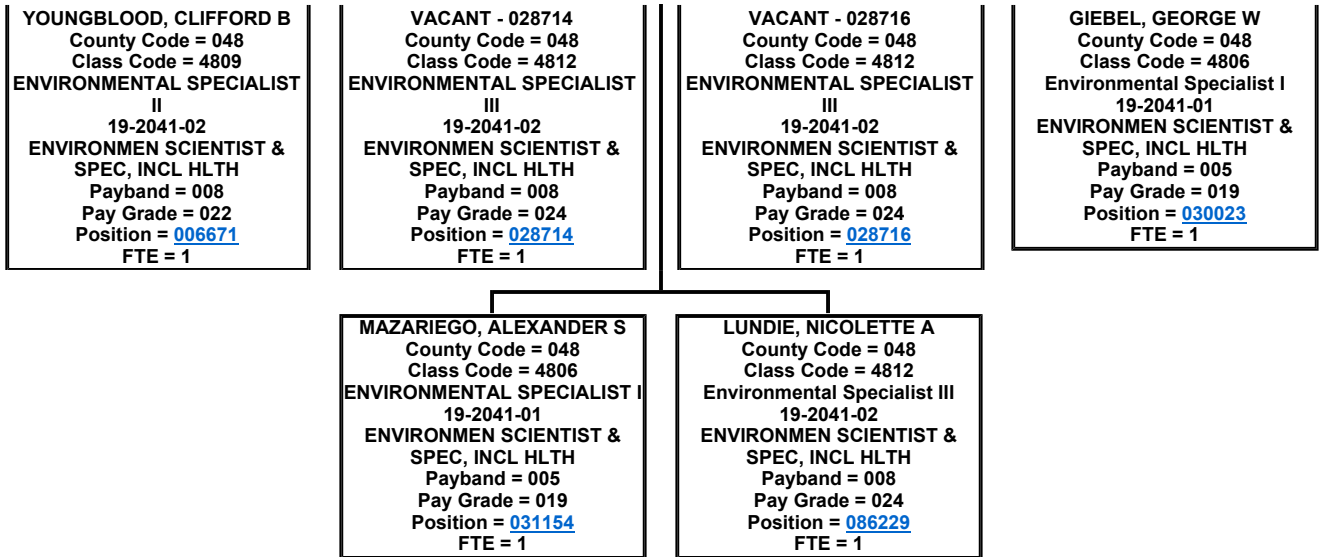 YOUNGBLOOD, CLIFFORD B
County Code = 048
Class Code = 4809
ENVIRONMENTAL SPECIALIST
II
19-2041-02
ENVIRONMEN SCIENTIST &
SPEC, INCL HLTH
Payband = 008
Pay Grade = 022
Position = 006671
FTE = 1
VACANT - 028714
County Code = 048
Class Code = 4812
ENVIRONMENTAL SPECIALIST
III
19-2041-02
ENVIRONMEN SCIENTIST &
SPEC, INCL HLTH
Payband = 008
Pay Grade = 024
Position = 028714
FTE = 1
VACANT - 028716
County Code = 048
Class Code = 4812
ENVIRONMENTAL SPECIALIST
III
19-2041-02
ENVIRONMEN SCIENTIST &
SPEC, INCL HLTH
Payband = 008
Pay Grade = 024
Position = 028716
FTE = 1
GIEBEL, GEORGE W
County Code = 048
Class Code = 4806
Environmental Specialist I
19-2041-01
ENVIRONMEN SCIENTIST &
SPEC, INCL HLTH
Payband = 005
Pay Grade = 019
Position = 030023
FTE = 1
MAZARIEGO, ALEXANDER S
County Code = 048
Class Code = 4806
ENVIRONMENTAL SPECIALIST I
19-2041-01
ENVIRONMEN SCIENTIST &
SPEC, INCL HLTH
Payband = 005
Pay Grade = 019
Position = 031154
FTE = 1
LUNDIE, NICOLETTE A
County Code = 048
Class Code = 4812
Environmental Specialist III
19-2041-02
ENVIRONMEN SCIENTIST &
SPEC, INCL HLTH
Payband = 008
Pay Grade = 024
Position = 086229
FTE = 1